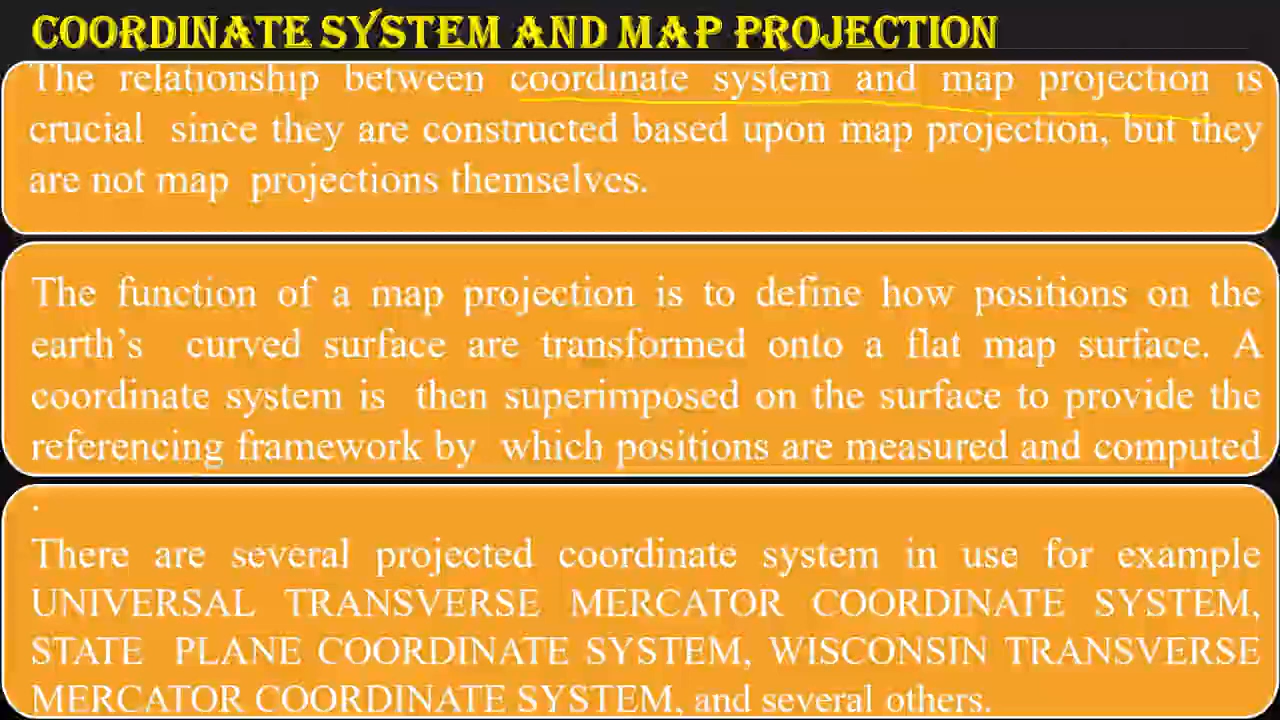 COORDINATE SYSTEM AND MAP PROJECTION
The relationship between coordinate system and map projection is
crucial since they are constructed based upon map projection, but they
are not map projections themselves.
The function of a map projection is to define how positions on the
earth’s curved surface are transformed onto a flat map surface. A
coordinate system is then superimposed on the surface to provide the
referencing framework by which positions are measured and computed
.
There are several projected coordinate system in use for example
UNIVERSAL TRANSVERSE MERCATOR COORDINATE SYSTEM,
STATE PLANE COORDINATE SYSTEM, WISCONSIN TRANSVERSE
MERCATOR COORDINATE SYSTEM, and several others.